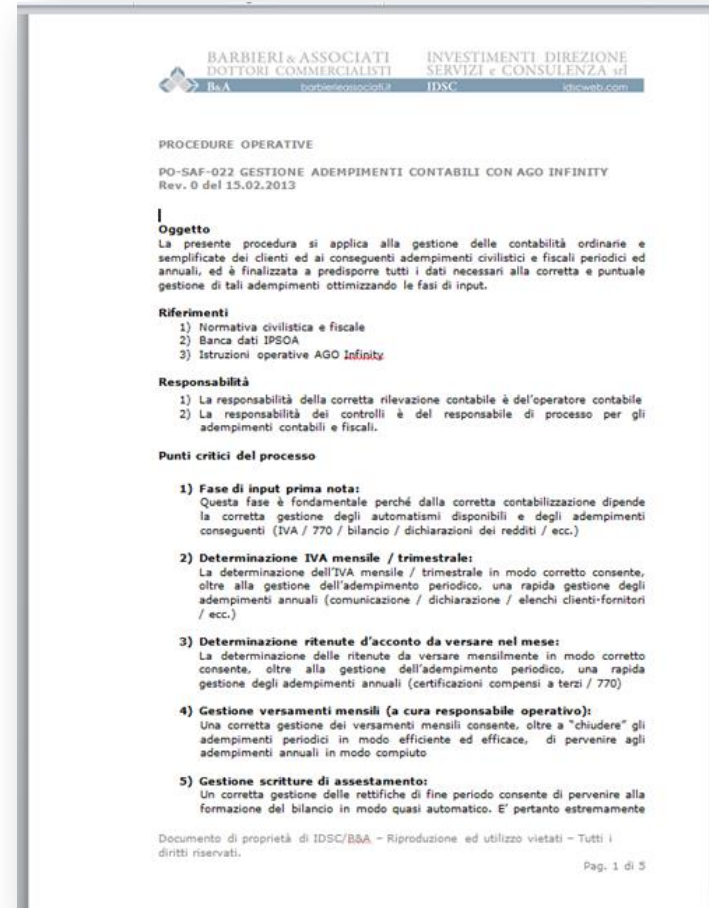 BARBIERI & ASSOCIATI
DOTTORI COMMERCIALISTI
B&A barbierieassociati.it
INVESTIMENTI DIREZIONE
SERVIZI e CONSULENZA srl
IDSC idscweb.com
PROCEDURE OPERATIVE
PO-SAF-022 GESTIONE ADEMPIMENTI CONTABILI CON AGO INFINITY
Rev. 0 del 15.02.2013
Oggetto
La presente procedura si applica alla gestione delle contabilità ordinarie e
semplificate dei clienti ed ai conseguenti adempimenti civilistici e fiscali periodici ed
annuali, ed è finalizzata a predisporre tutti i dati necessari alla corretta e puntuale
gestione di tali adempimenti ottimizzando le fasi di input.
Riferimenti
1) Normativa civilistica e fiscale
2) Banca dati IPSOA
3) Istruzioni operative AGO Infinity
Responsabilità
1) La responsabilità della corretta rilevazione contabile è del'operatore contabile
2) La responsabilità dei controlli è del responsabile di processo per gli
adempimenti contabili e fiscali.
Punti critici del processo
1) Fase di input prima nota:
Questa fase è fondamentale perché dalla corretta contabilizzazione dipende
la corretta gestione degli automatismi disponibili e degli adempimenti
conseguenti (IVA / 770 / bilancio / dichiarazioni dei redditi / ecc.)
2) Determinazione IVA mensile / trimestrale:
La determinazione dell'IVA mensile / trimestrale in modo corretto consente,
oltre alla gestione dell'adempimento periodico, una rapida gestione degli
adempimenti annuali (comunicazione / dichiarazione / elenchi clienti-fornitori
/ ecc.)
3) Determinazione ritenute d'acconto da versare nel mese:
La determinazione delle ritenute da versare mensilmente in modo corretto
consente, oltre alla gestione dell'adempimento periodico, una rapida
gestione degli adempimenti annuali (certificazioni compensi a terzi / 770)
4) Gestione versamenti mensili (a cura responsabile operativo):
Una corretta gestione dei versamenti mensili consente, oltre a "chiudere" gli
adempimenti periodici in modo efficiente ed efficace, di pervenire agli
adempimenti annuali in modo compiuto
5) Gestione scritture di assestamento:
Un corretta gestione delle rettifiche di fine periodo consente di pervenire alla
formazione del bilancio in modo quasi automatico. E' pertanto estremamente
Documento di proprietà di IDSC/B&A – Riproduzione ed utilizzo vietati – Tutti i
diritti riservati.
Pag. 1 di 5